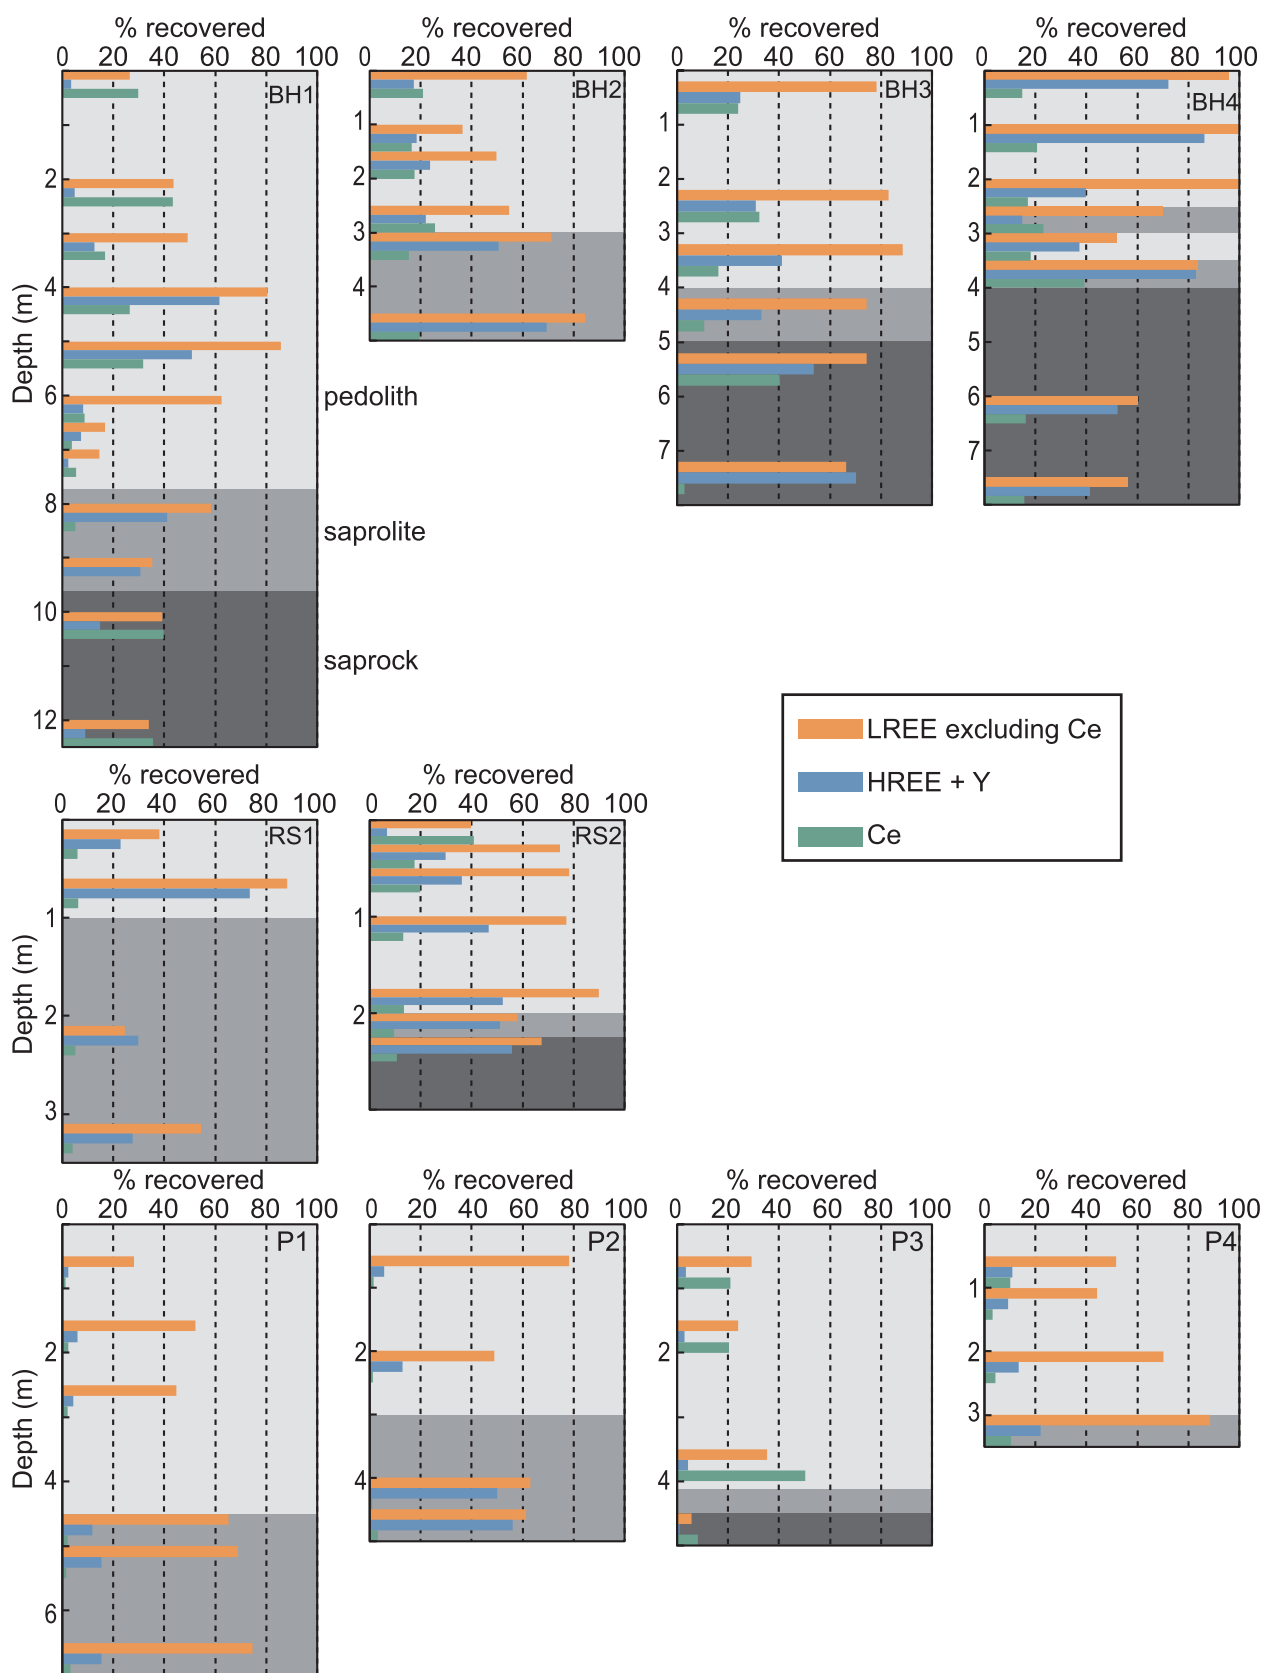 % recovered
0 20 40 60 80 100
BH1
Depth (m)
2
4
6
8
10
12
pedolith
saprolite
saprock
% recovered
0 20 40 60 80 100
BH2
1
2
3
4
% recovered
0 20 40 60 80 100
BH3
1
2
3
4
5
6
7
% recovered
0 20 40 60 80 100
BH4
1
2
3
4
5
6
7
LREE excluding Ce
HREE + Y
Ce
% recovered
0 20 40 60 80 100
RS1
Depth (m)
1
2
3
% recovered
0 20 40 60 80 100
RS2
1
2
% recovered
0 20 40 60 80 100
P1
Depth (m)
2
4
6
% recovered
0 20 40 60 80 100
P2
2
4
% recovered
0 20 40 60 80 100
P3
2
4
% recovered
0 20 40 60 80 100
P4
1
2
3